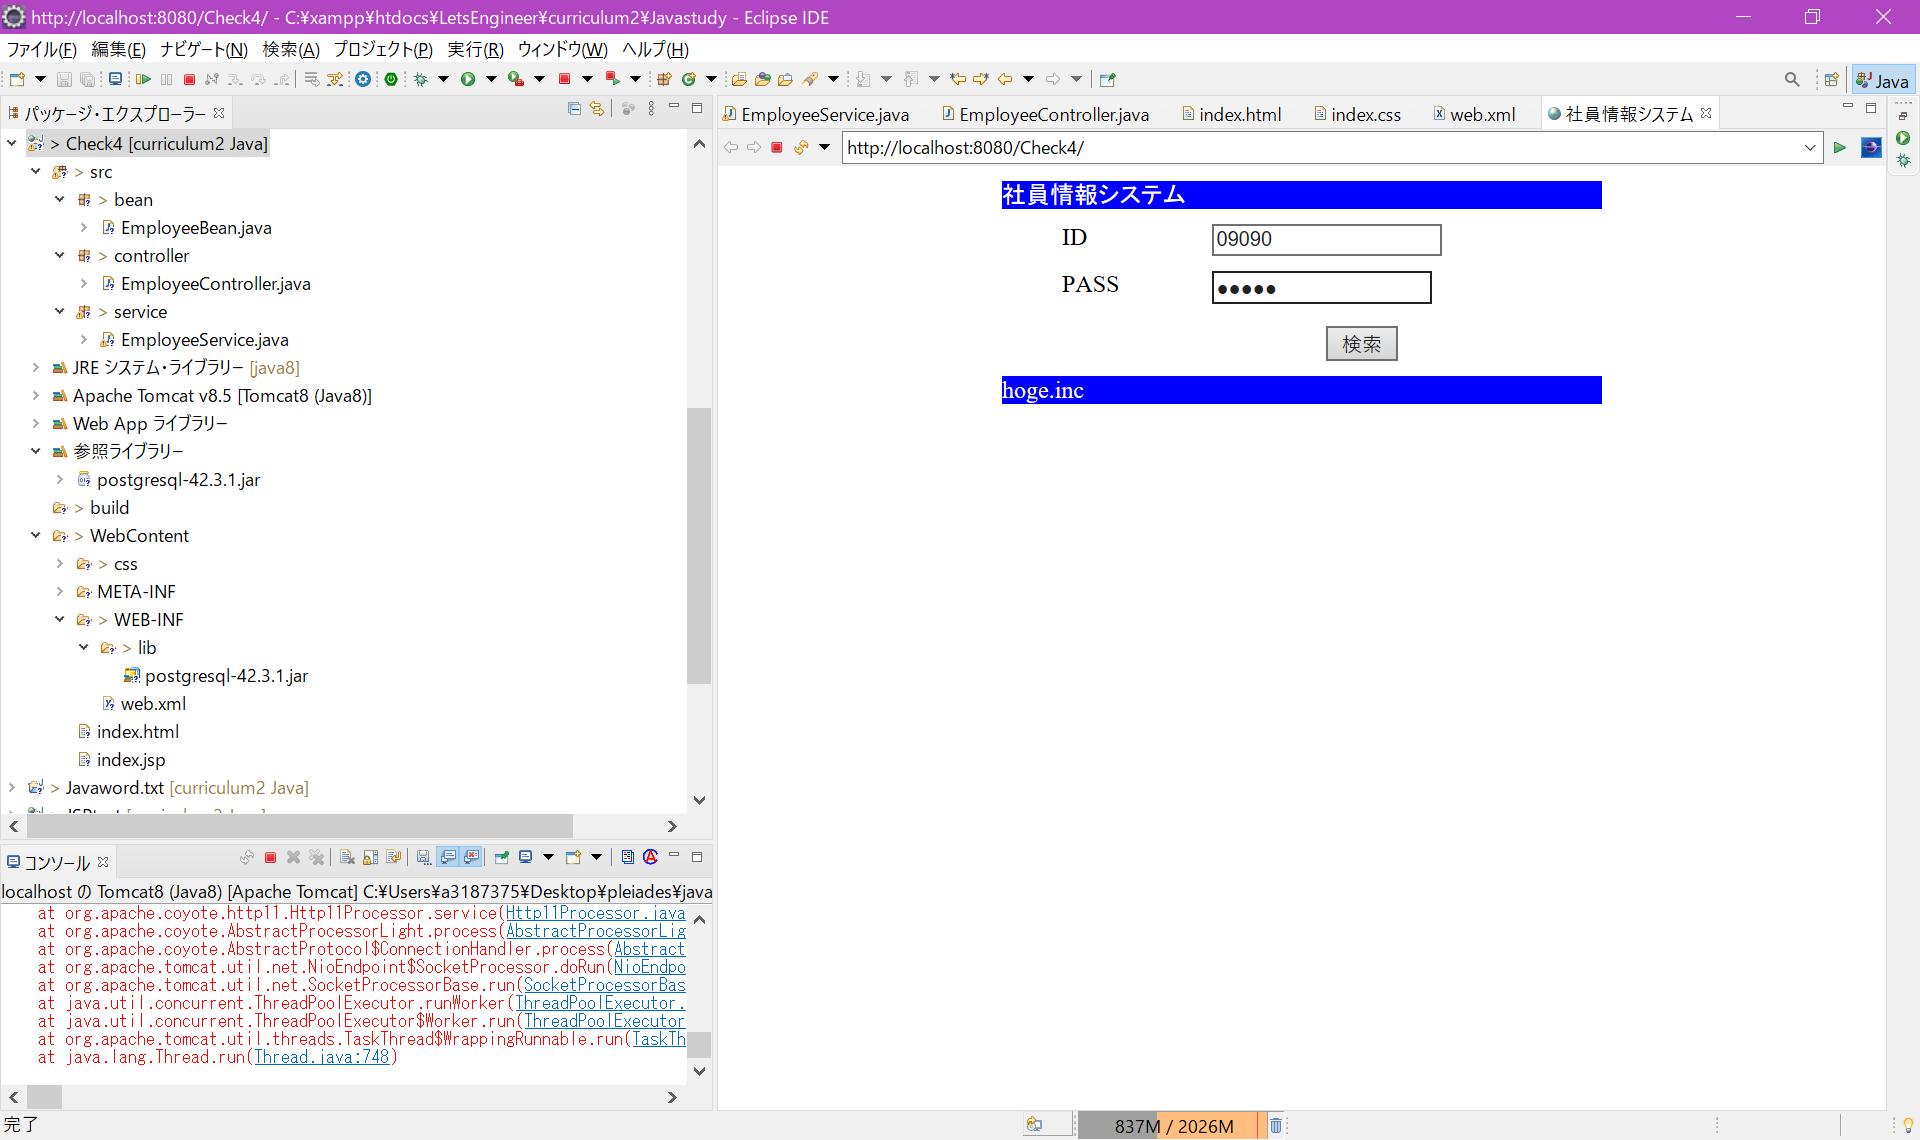 http://localhost:8080/Check4/ - C:¥xampp¥htdocs¥LetsEngineer¥curriculum2¥Javastudy - Eclipse IDE
ファイル(F) 編集(E) ナビゲート(N) 検索(A) プロジェクト(P) 実行(R) ウィンドウ(W) ヘルプ(H)
Java
パッケージ・エクスプローラー
> Check4 [curriculum2 Java]
> src
> bean
EmployeeBean.java
> controller
EmployeeController.java
> service
EmployeeService.java
JRE システム・ライブラリー [java8]
Apache Tomcat v8.5 [Tomcat8 (Java8)]
Web App ライブラリー
参照ライブラリー
postgresql-42.3.1.jar
> build
> WebContent
> css
META-INF
> WEB-INF
> lib
postgresql-42.3.1.jar
web.xml
index.html
index.jsp
> Javaword.txt [curriculum2 Java]
EmployeeService.java EmployeeController.java index.html index.css web.xml 社員情報システム
http://localhost:8080/Check4/
社員情報システム
ID 09090
PASS •••••
検索
hoge.inc
コンソール
localhost の Tomcat8 (Java8) [Apache Tomcat] C:¥Users¥a3187375¥Desktop¥pleiades¥java
at org.apache.coyote.http11.Http11Processor.service(Http11Processor.java
at org.apache.coyote.AbstractProcessorLight.process(AbstractProcessorLig
at org.apache.coyote.AbstractProtocol$ConnectionHandler.process(Abstract
at org.apache.tomcat.util.net.NioEndpoint$SocketProcessor.doRun(NioEndpo
at org.apache.tomcat.util.net.SocketProcessorBase.run(SocketProcessorBas
at java.util.concurrent.ThreadPoolExecutor.runWorker(ThreadPoolExecutor.
at java.util.concurrent.ThreadPoolExecutor$Worker.run(ThreadPoolExecutor
at org.apache.tomcat.util.threads.TaskThread$WrappingRunnable.run(TaskTh
at java.lang.Thread.run(Thread.java:748)
完了
837M / 2026M